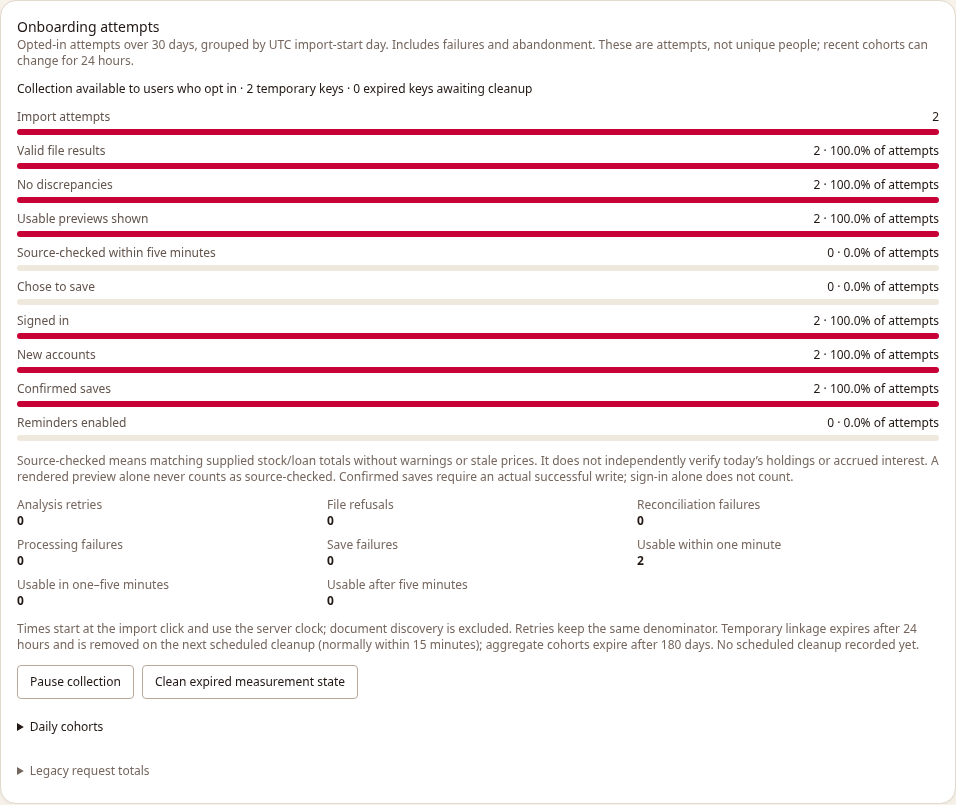 Onboarding attempts
Opted-in attempts over 30 days, grouped by UTC import-start day. Includes failures and abandonment. These are attempts, not unique people; recent cohorts can
change for 24 hours.
Collection available to users who opt in · 2 temporary keys · 0 expired keys awaiting cleanup
Import attempts 2
Valid file results 2 · 100.0% of attempts
No discrepancies 2 · 100.0% of attempts
Usable previews shown 2 · 100.0% of attempts
Source-checked within five minutes 0 · 0.0% of attempts
Chose to save 0 · 0.0% of attempts
Signed in 2 · 100.0% of attempts
New accounts 2 · 100.0% of attempts
Confirmed saves 2 · 100.0% of attempts
Reminders enabled 0 · 0.0% of attempts
Source-checked means matching supplied stock/loan totals without warnings or stale prices. It does not independently verify today’s holdings or accrued interest. A
rendered preview alone never counts as source-checked. Confirmed saves require an actual successful write; sign-in alone does not count.
Analysis retries File refusals Reconciliation failures
0 0 0
Processing failures Save failures Usable within one minute
0 0 2
Usable in one–five minutes Usable after five minutes
0 0
Times start at the import click and use the server clock; document discovery is excluded. Retries keep the same denominator. Temporary linkage expires after 24
hours and is removed on the next scheduled cleanup (normally within 15 minutes); aggregate cohorts expire after 180 days. No scheduled cleanup recorded yet.
Pause collection Clean expired measurement state
Daily cohorts
Legacy request totals